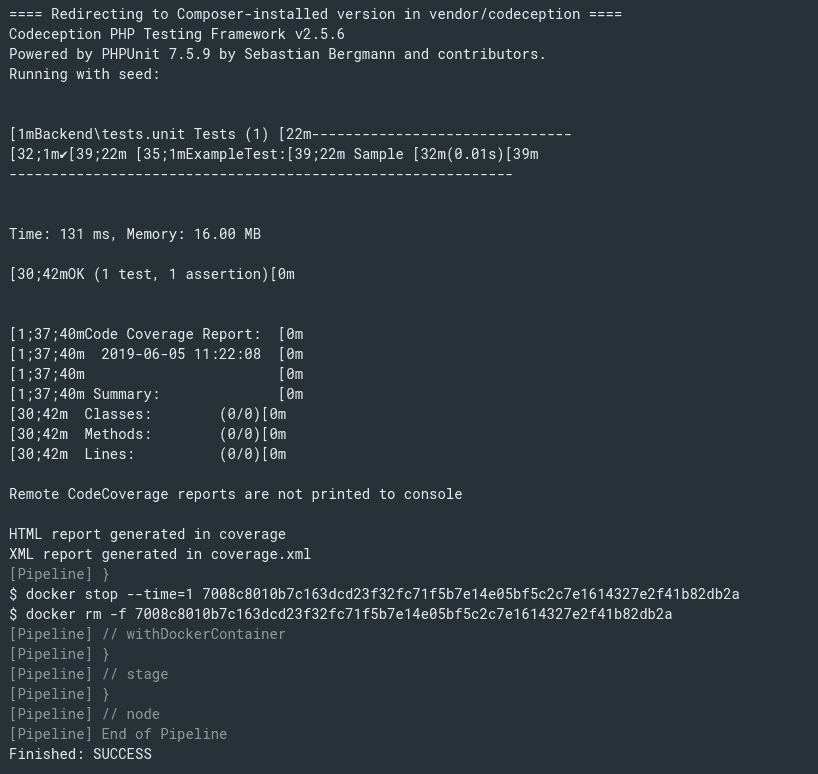 ==== Redirecting to Composer-installed version in vendor/codeception ====
Codeception PHP Testing Framework v2.5.6
Powered by PHPUnit 7.5.9 by Sebastian Bergmann and contributors.
Running with seed:
[1mBackend\tests.unit Tests (1) [22m-------------------------------
[32;1m✔[39;22m [35;1mExampleTest:[39;22m Sample [32m(0.01s)[39m
------------------------------------------------------------
Time: 131 ms, Memory: 16.00 MB
[30;42mOK (1 test, 1 assertion)[0m
[1;37;40mCode Coverage Report:  [0m
[1;37;40m  2019-06-05 11:22:08  [0m
[1;37;40m                       [0m
[1;37;40m Summary:              [0m
[30;42m  Classes:        (0/0)[0m
[30;42m  Methods:        (0/0)[0m
[30;42m  Lines:          (0/0)[0m
Remote CodeCoverage reports are not printed to console
HTML report generated in coverage
XML report generated in coverage.xml
[Pipeline] }
$ docker stop --time=1 7008c8010b7c163dcd23f32fc71f5b7e14e05bf5c2c7e1614327e2f41b82db2a
$ docker rm -f 7008c8010b7c163dcd23f32fc71f5b7e14e05bf5c2c7e1614327e2f41b82db2a
[Pipeline] // withDockerContainer
[Pipeline] }
[Pipeline] // stage
[Pipeline] }
[Pipeline] // node
[Pipeline] End of Pipeline
Finished: SUCCESS